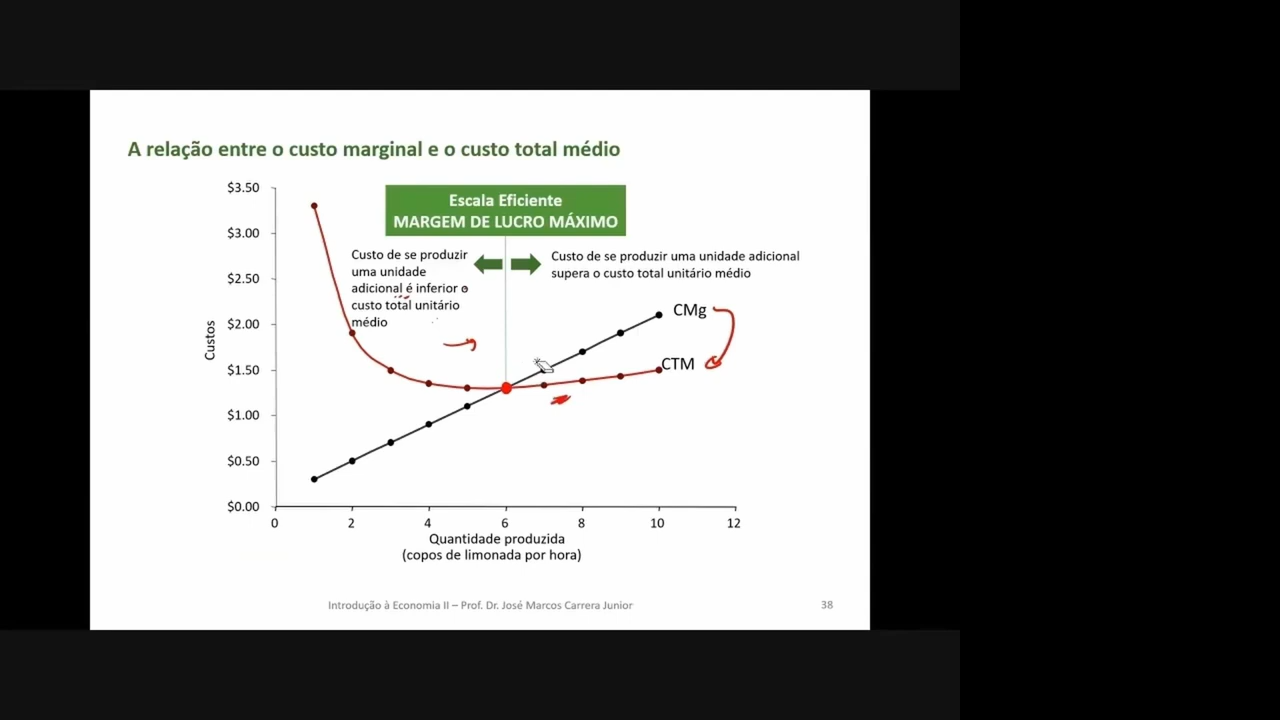 A relação entre o custo marginal e o custo total médio
$3.50
$3.00
$2.50
$2.00
$1.50
$1.00
$0.50
$0.00
Custos
Escala Eficiente
MARGEM DE LUCRO MÁXIMO
Custo de se produzir
uma unidade
adicional é inferior o
custo total unitário
médio
Custo de se produzir uma unidade adicional
supera o custo total unitário médio
CMg
CTM
0
2
4
6
8
10
12
Quantidade produzida
(copos de limonada por hora)
Introdução à Economia II – Prof. Dr. José Marcos Carrera Junior
38